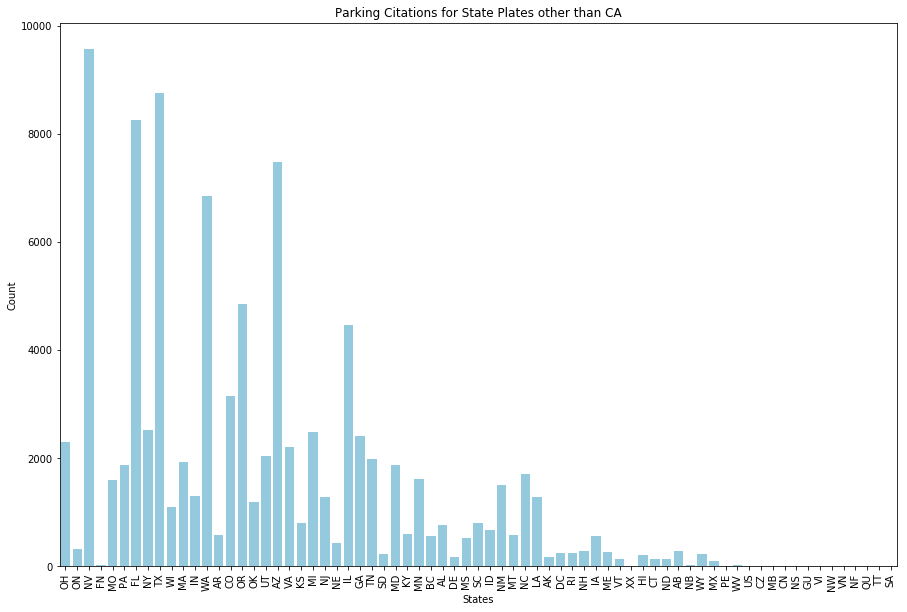 Parking Citations for State Plates other than CA
10000
8000
6000
4000
2000
0
Count
OH ON NV FN MO PA FL NY TX WI MA IN WA AR CO OR OK UT AZ VA KS MI NJ NE IL GA TN SD MD KY MN BC AL DE MS SC ID NM MT NC LA AK DC RI NH IA ME VT XX HI CT ND AB NB WY MX PE WV US CZ MB CN NS GU VI NW VN NF QU TT SA
States